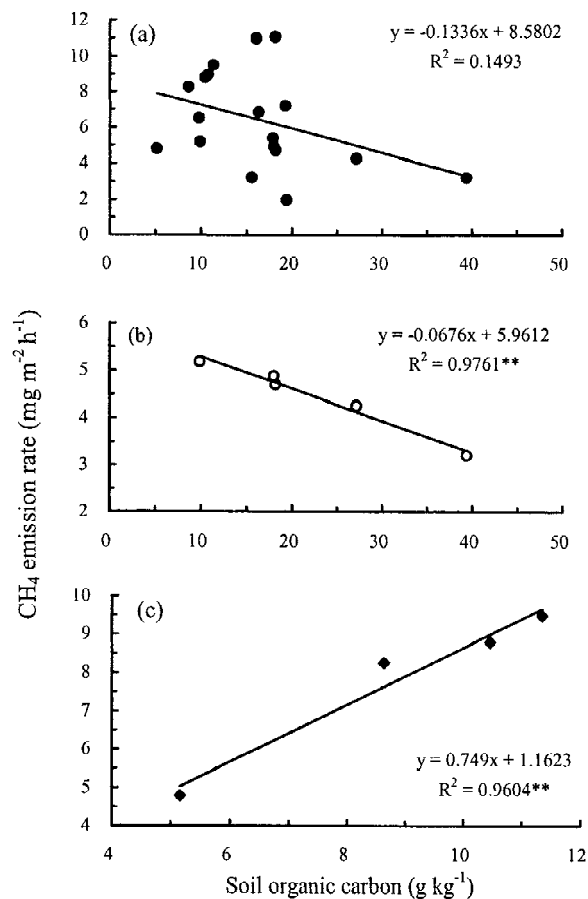 12
(a)
y = -0.1336x + 8.5802
10
R² = 0.1493
8
6
4
2
0
0 10 20 30 40 50
6
(b)
y = -0.0676x + 5.9612
5
R² = 0.9761**
4
3
2
0 10 20 30 40 50
CH₄ emission rate (mg m⁻² h⁻¹)
10
(c)
9
8
7
6
y = 0.749x + 1.1623
5
R² = 0.9604**
4
4 6 8 10 12
Soil organic carbon (g kg⁻¹)